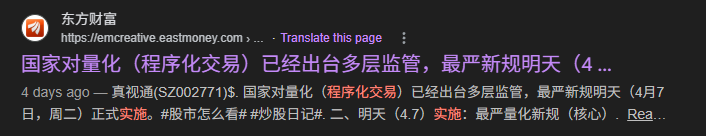 东方财富
https://emcreative.eastmoney.com › ... · Translate this page
国家对量化（程序化交易）已经出台多层监管，最严新规明天（4 ...
4 days ago — 真视通(SZ002771)$. 国家对量化（程序化交易）已经出台多层监管，最严新规明天（4月7
日，周二）正式实施。#股市怎么看# #炒股日记#. 二、明天（4.7）实施：最严量化新规（核心）. Rea...